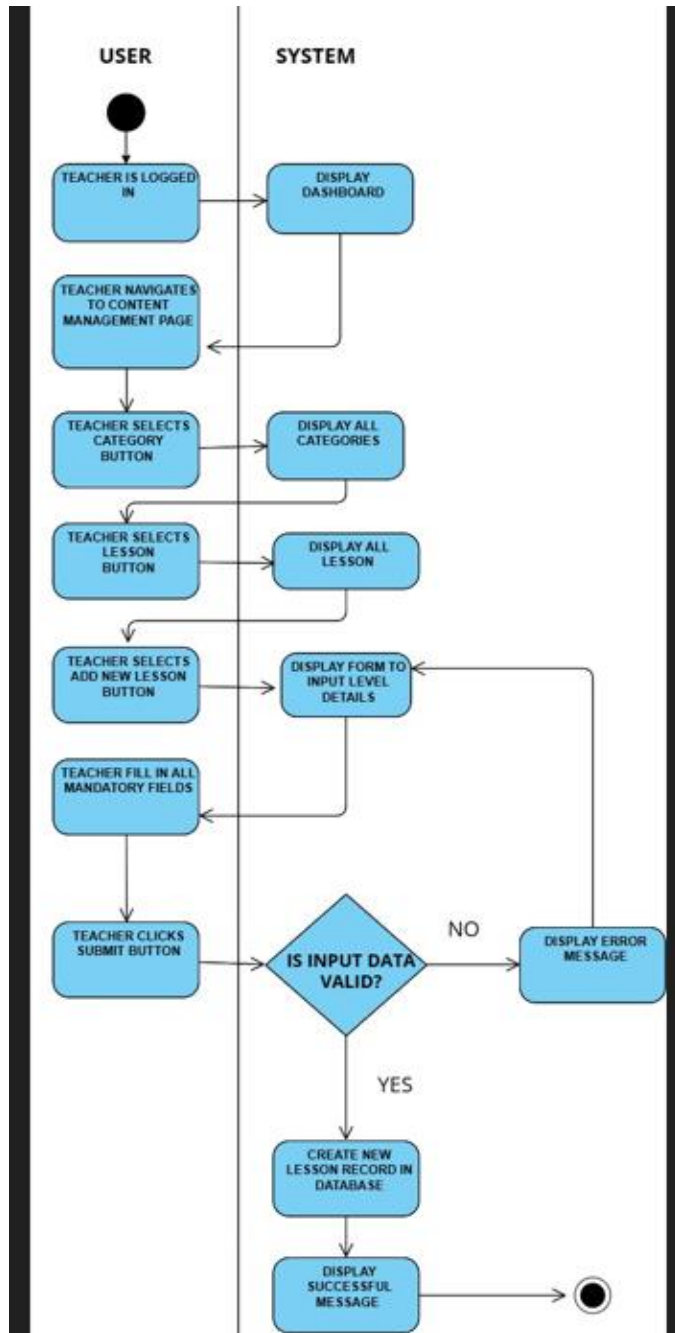 USER
SYSTEM
TEACHER IS LOGGED
IN
DISPLAY
DASHBOARD
TEACHER NAVIGATES
TO CONTENT
MANAGEMENT PAGE
TEACHER SELECTS
CATEGORY
BUTTON
DISPLAY ALL
CATEGORIES
TEACHER SELECTS
LESSON
BUTTON
DISPLAY ALL
LESSON
TEACHER SELECTS
ADD NEW LESSON
BUTTON
DISPLAY FORM TO
INPUT LEVEL
DETAILS
TEACHER FILL IN ALL
MANDATORY FIELDS
TEACHER CLICKS
SUBMIT BUTTON
IS INPUT DATA
VALID?
NO
DISPLAY ERROR
MESSAGE
YES
CREATE NEW
LESSON RECORD IN
DATABASE
DISPLAY
SUCCESSFUL
MESSAGE